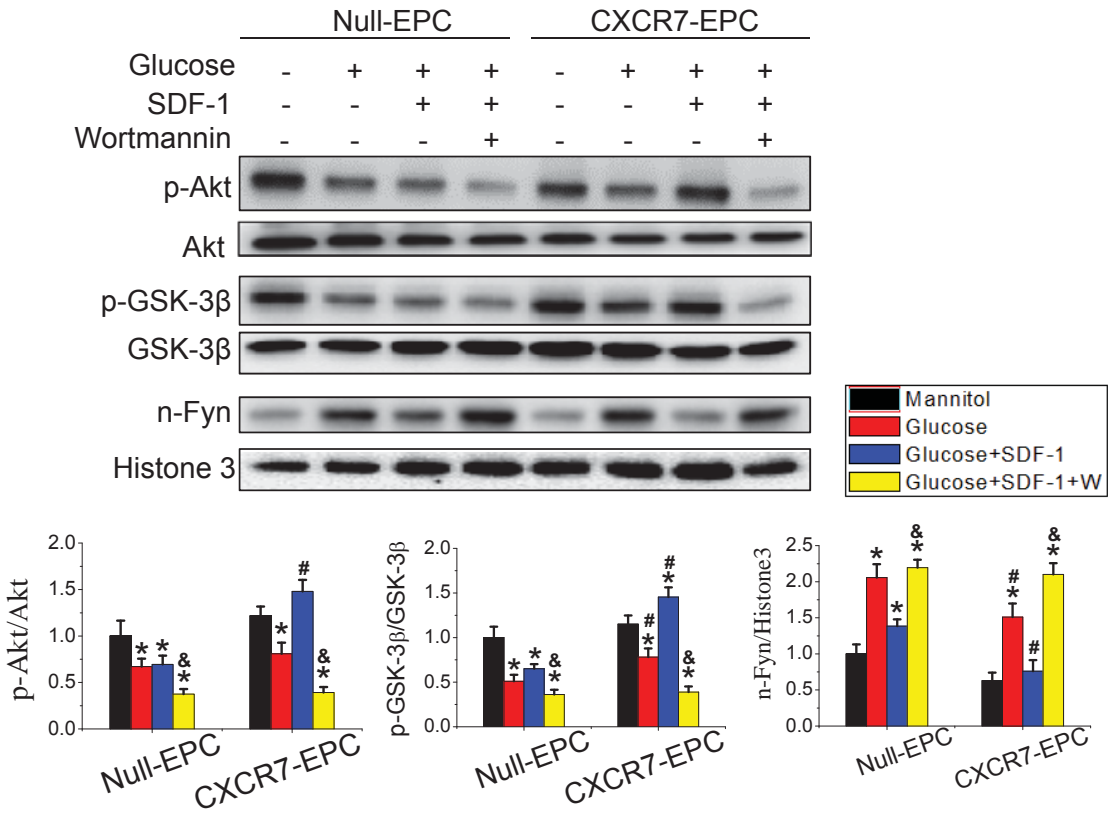 Null-EPC CXCR7-EPC
Glucose - + + + - + + +
SDF-1 - - + + - - + +
Wortmannin - - - + - - - +
p-Akt
Akt
p-GSK-3β
GSK-3β
n-Fyn
Histone 3
Mannitol
Glucose
Glucose+SDF-1
Glucose+SDF-1+W
p-Akt/Akt
2.0
1.5
1.0
0.5
0.0
* * & * * # & *
Null-EPC
CXCR7-EPC
p-GSK-3β/GSK-3β
2.0
1.5
1.0
0.5
0.0
* * & * # * # * & *
Null-EPC
CXCR7-EPC
n-Fyn/Histone3
2.5
2.0
1.5
1.0
0.5
0.0
* * & * # * # & *
Null-EPC
CXCR7-EPC